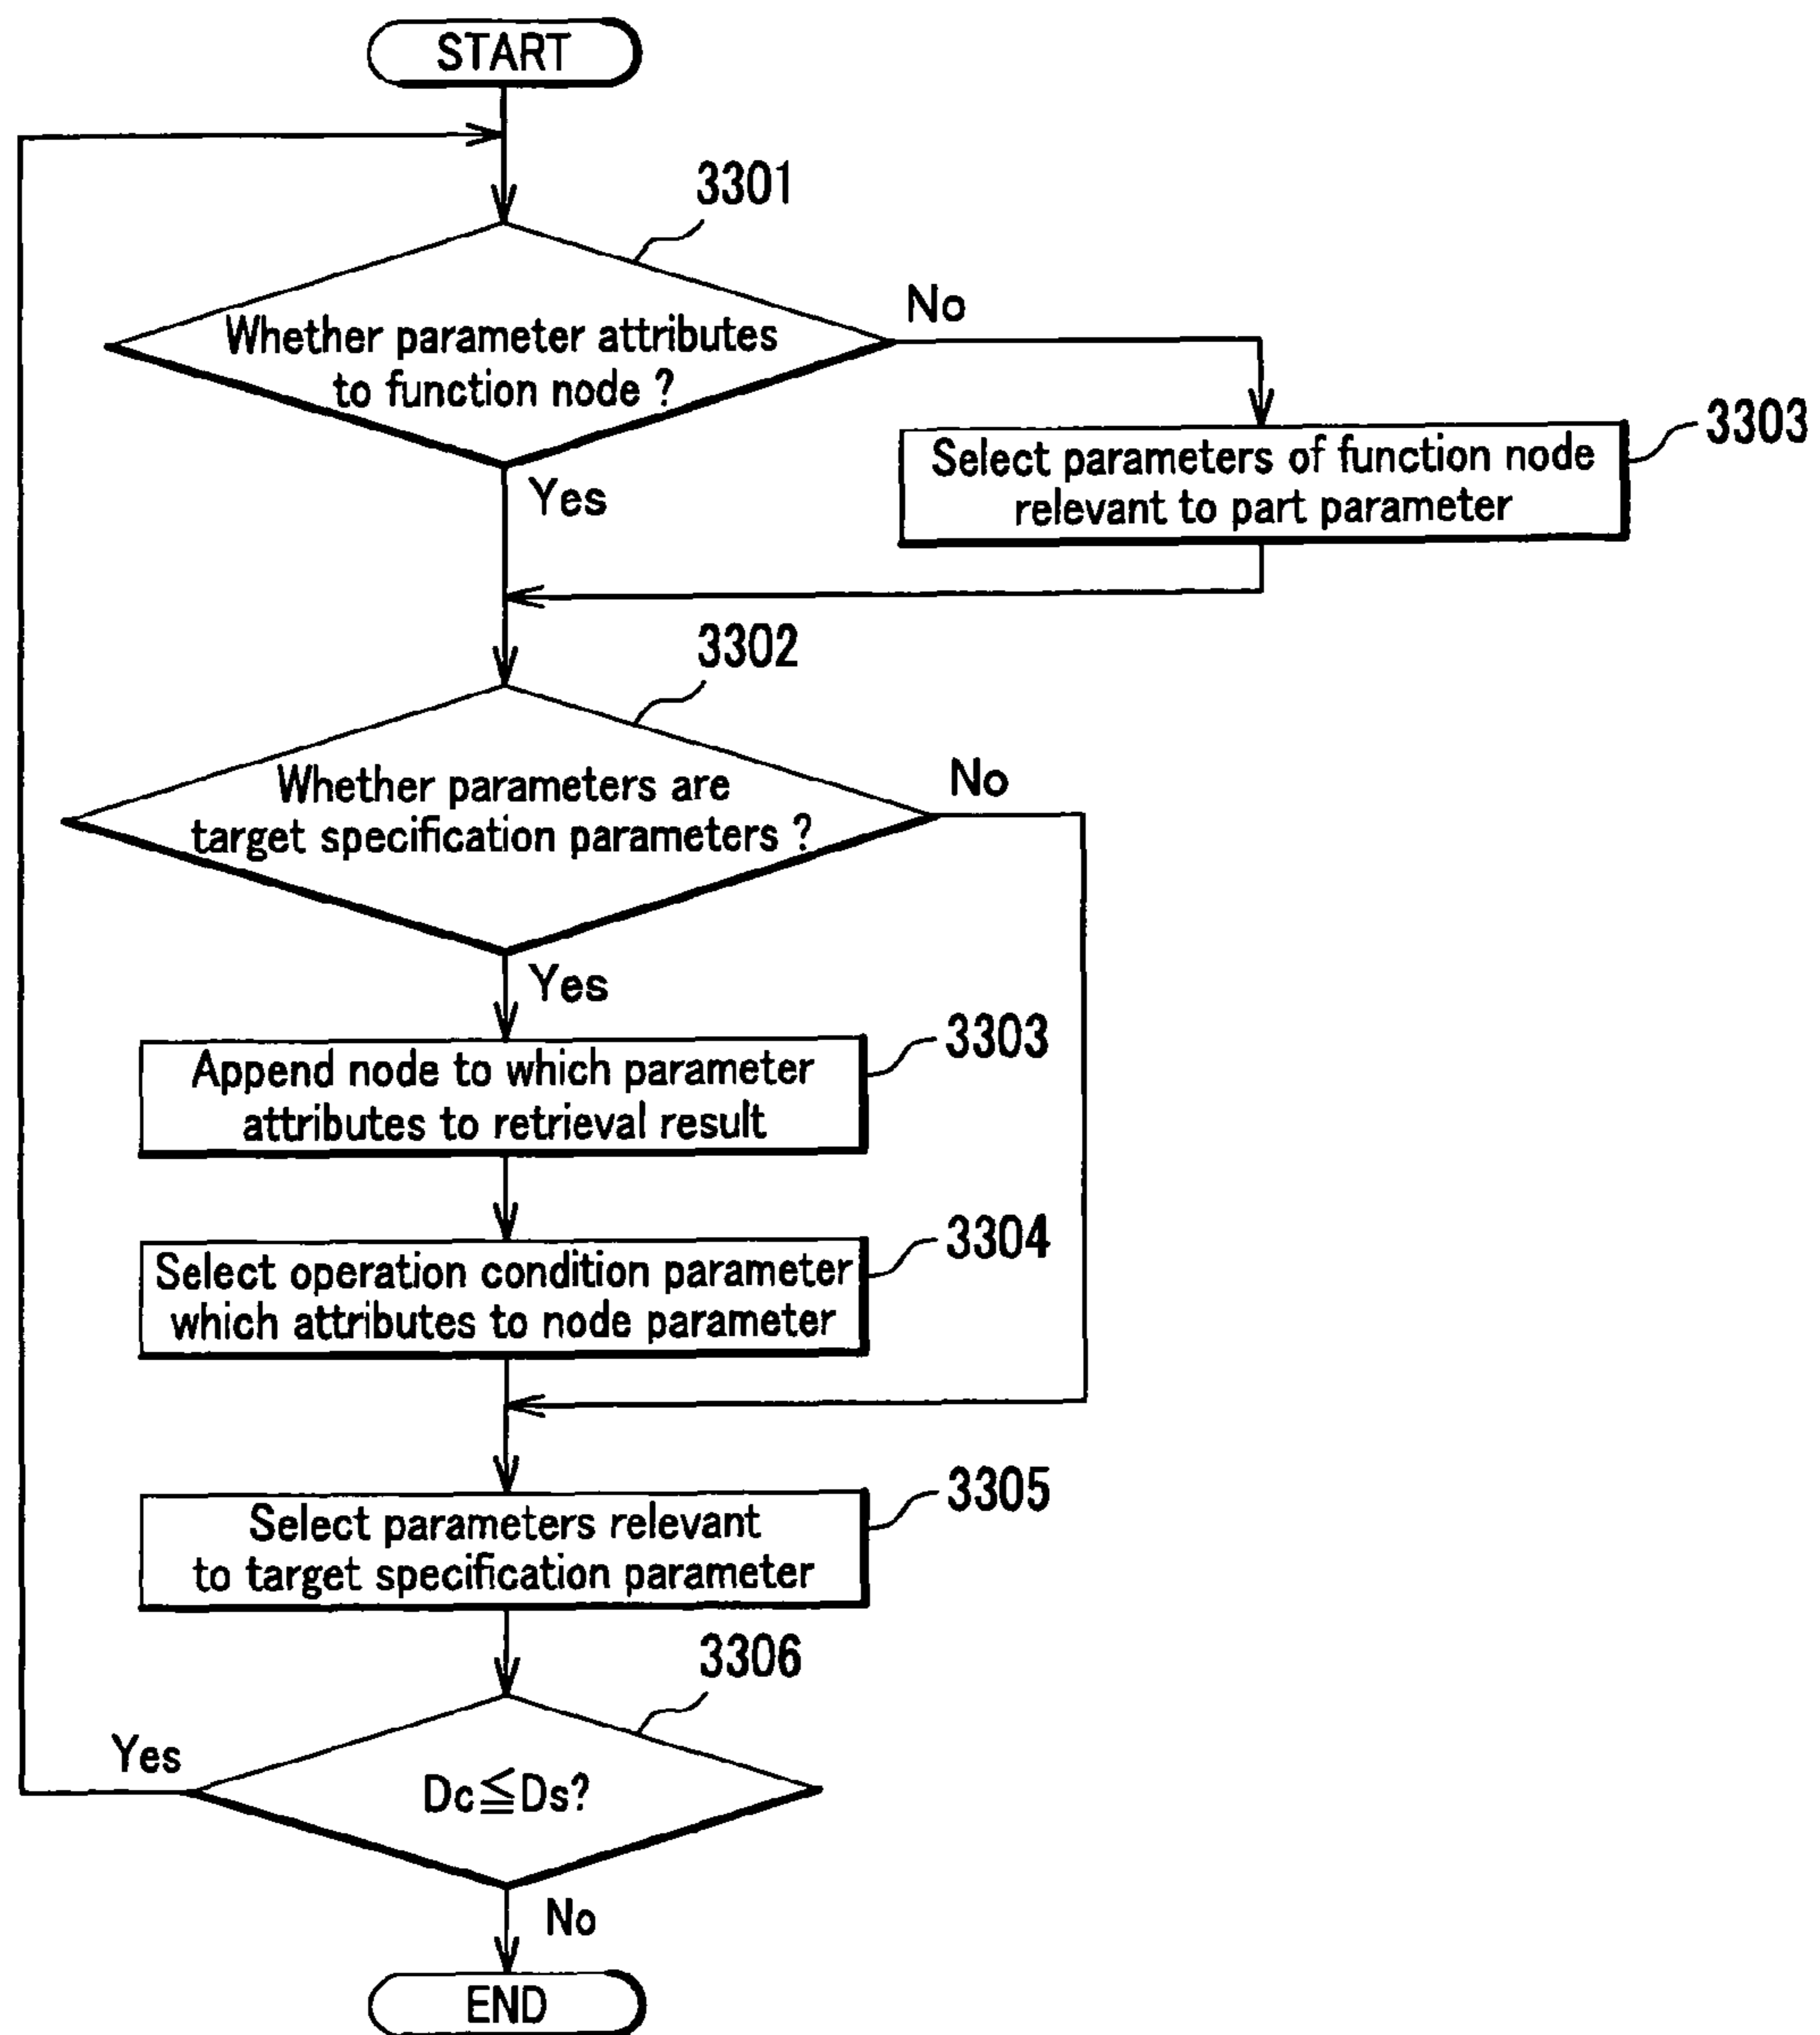 START
3301
Whether parameter attributes
to function node ?
No
Yes
3303
Select parameters of function node
relevant to part parameter
3302
Whether parameters are
target specification parameters ?
No
Yes
3303
Append node to which parameter
attributes to retrieval result
3304
Select operation condition parameter
which attributes to node parameter
3305
Select parameters relevant
to target specification parameter
3306
Dc≦Ds?
Yes
No
END